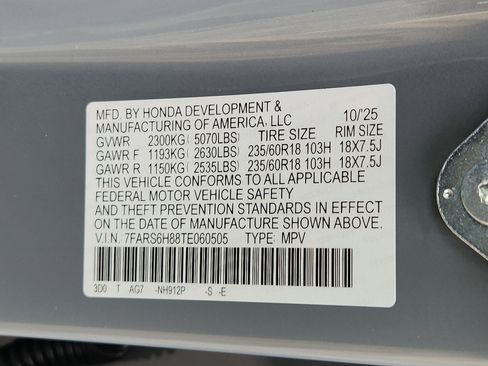 MFD. BY HONDA DEVELOPMENT &
MANUFACTURING OF AMERICA, LLC 10/'25
GVWR 2300KG( 5070LBS) TIRE SIZE RIM SIZE
GAWR F 1193KG( 2630LBS) 235/60R18 103H 18X7.5J
GAWR R 1150KG( 2535LBS) 235/60R18 103H 18X7.5J
THIS VEHICLE CONFORMS TO ALL APPLICABLE
FEDERAL MOTOR VEHICLE SAFETY
AND THEFT PREVENTION STANDARDS IN EFFECT
ON THE DATE OF MANUFACTURE SHOWN ABOVE.
V.I.N. 7FARS6H88TE060505 TYPE: MPV
3D0 T AG7 -NH912P -S -E